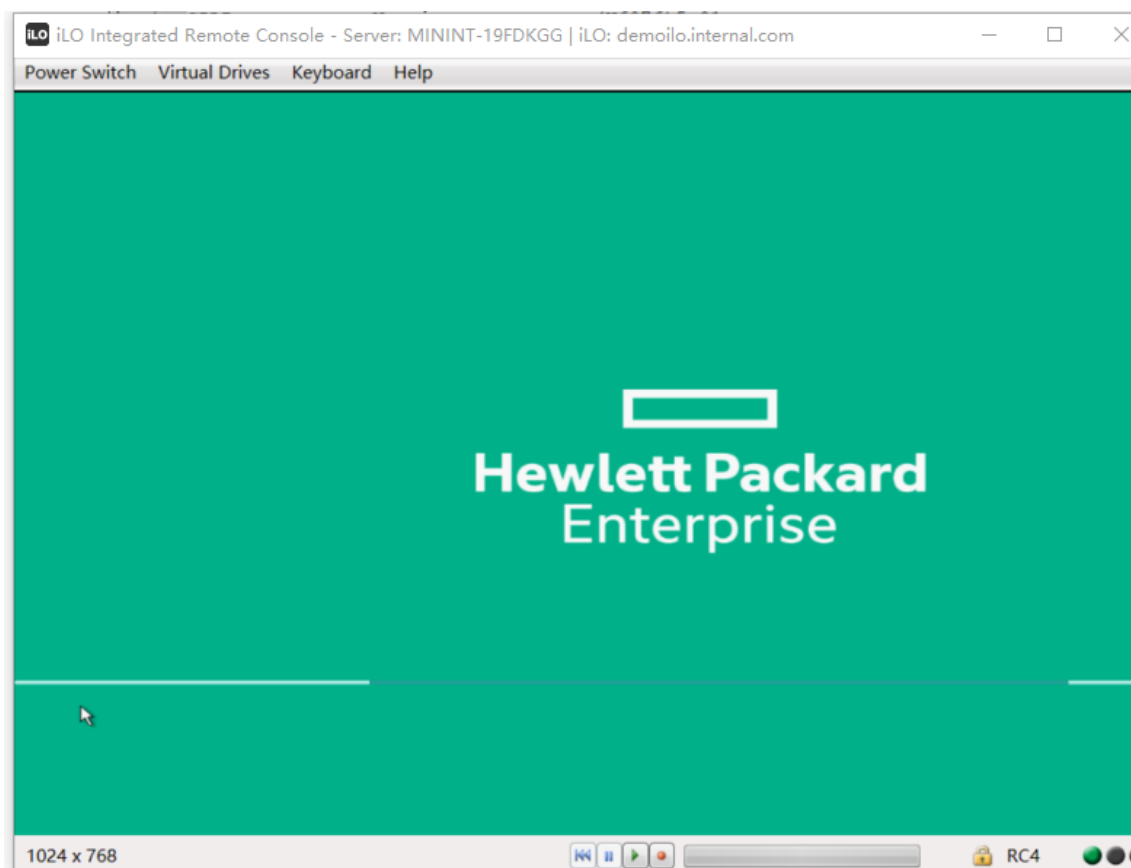 iLO iLO Integrated Remote Console - Server: MININT-19FDKGG | iLO: demoilo.internal.com
Power Switch Virtual Drives Keyboard Help
Hewlett Packard
Enterprise
1024 x 768 RC4